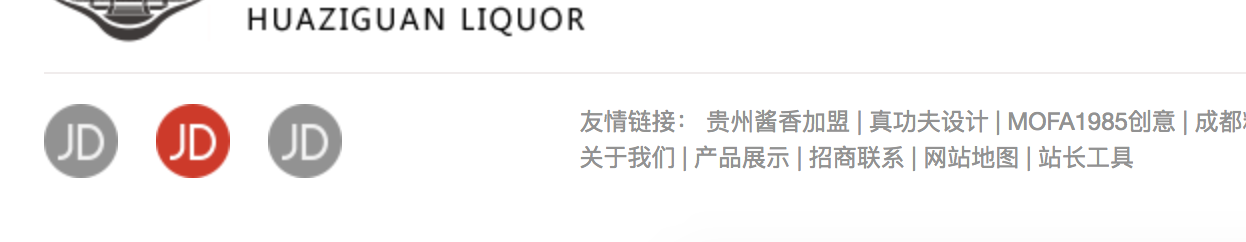 HUAZIGUAN LIQUOR
JD JD JD
友情链接： 贵州酱香加盟 | 真功夫设计 | MOFA1985创意 | 成都
关于我们 | 产品展示 | 招商联系 | 网站地图 | 站长工具